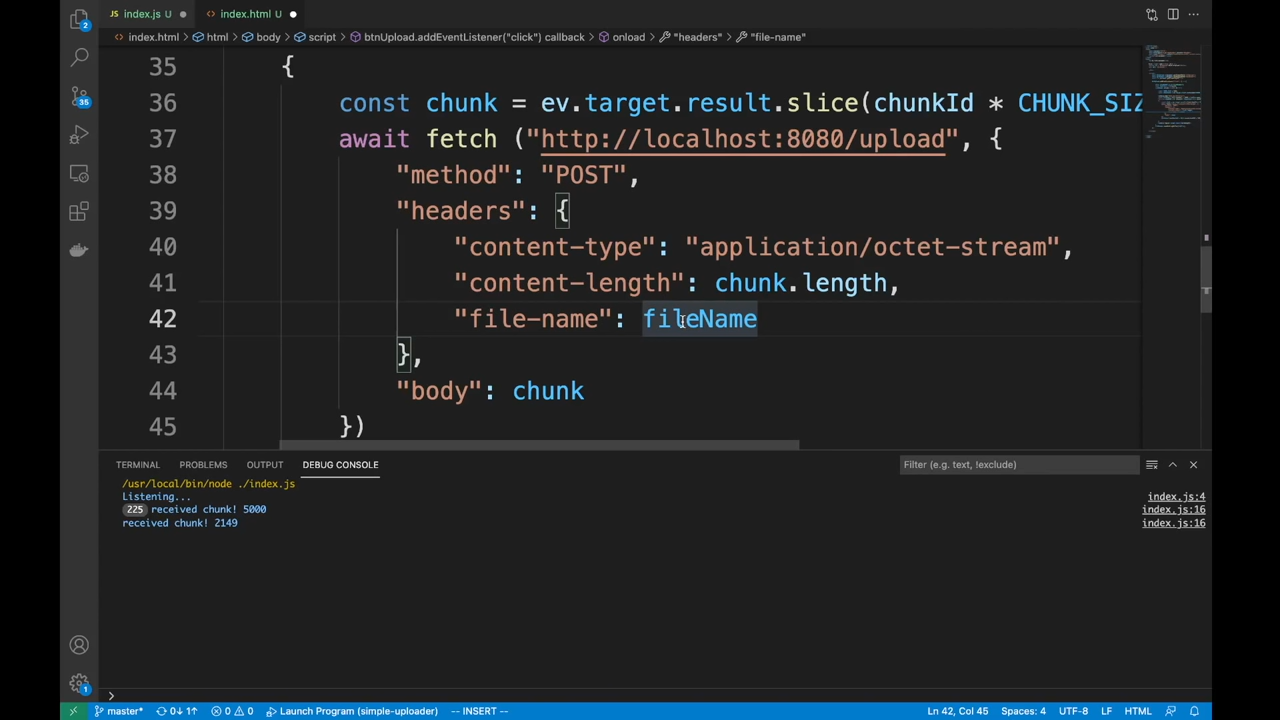 index.js U index.html U
index.html > html > body > script > btnUpload.addEventListener("click") callback > onload > "headers" > "file-name"
35 {
36 const chunk = ev.target.result.slice(chunkId * CHUNK_SIZ
37 await fetch ("http://localhost:8080/upload", {
38 "method": "POST",
39 "headers": {
40 "content-type": "application/octet-stream",
41 "content-length": chunk.length,
42 "file-name": fileName
43 },
44 "body": chunk
45 })
TERMINAL PROBLEMS OUTPUT DEBUG CONSOLE Filter (e.g. text, !exclude)
/usr/local/bin/node ./index.js
Listening... index.js:4
225 received chunk! 5000 index.js:16
received chunk! 2149 index.js:16
2
35
1
master* 0↓ 1↑ 0 0 Launch Program (simple-uploader) -- INSERT -- Ln 42, Col 45 Spaces: 4 UTF-8 LF HTML